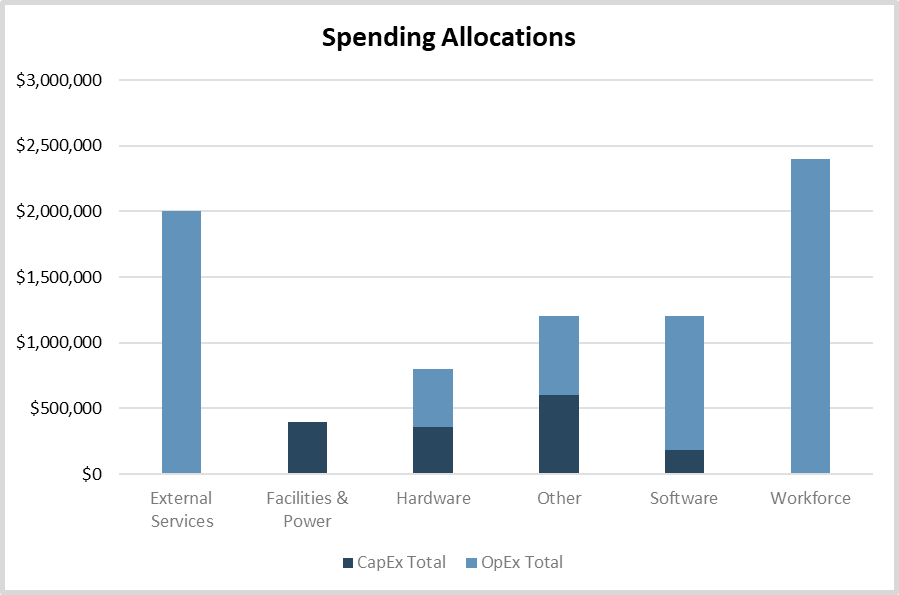 Spending Allocations
$3,000,000
$2,500,000
$2,000,000
$1,500,000
$1,000,000
$500,000
$0
External Services
Facilities & Power
Hardware
Other
Software
Workforce
CapEx Total
OpEx Total